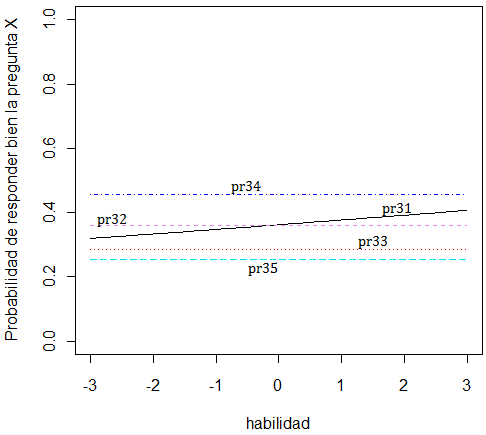 Probabilidad de responder bien la pregunta X
1.0
0.8
0.6
0.4
0.2
0.0
pr34
pr31
pr32
pr33
pr35
-3
-2
-1
0
1
2
3
habilidad